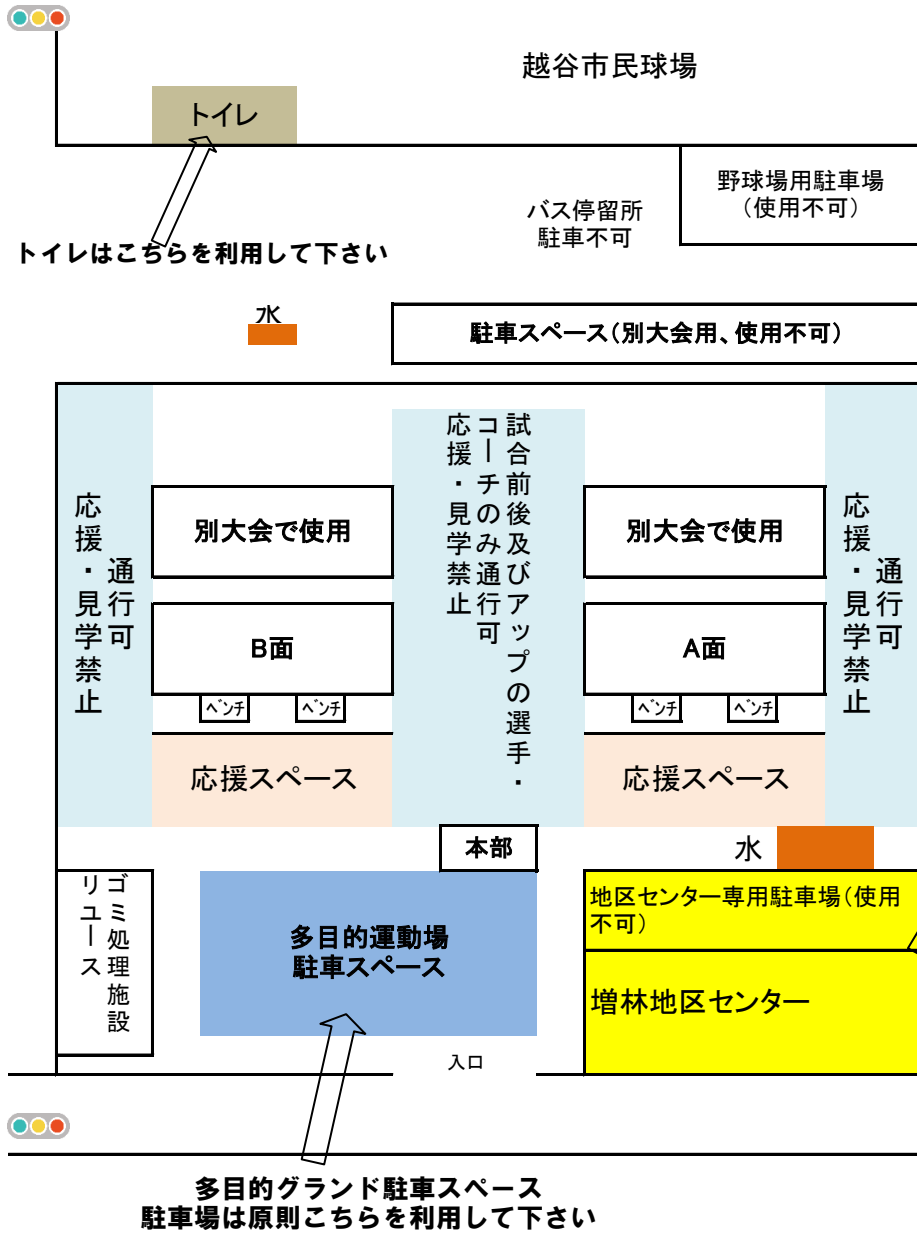 越谷市民球場
トイレ
野球場用駐車場
(使用不可)
バス停留所
駐車不可
トイレはこちらを利用して下さい
水
駐車スペース(別大会用、使用不可)
試合前後及びアップの選手・
コーチのみ通行可
応援・見学禁止
通行可
応援・見学禁止
別大会で使用
別大会で使用
通行可
応援・見学禁止
B面
A面
ベンチ
ベンチ
ベンチ
ベンチ
応援スペース
応援スペース
本部
水
ゴミ処理施設
リユース
多目的運動場
駐車スペース
地区センター専用駐車場(使用
不可)
増林地区センター
入口
多目的グランド駐車スペース
駐車場は原則こちらを利用して下さい